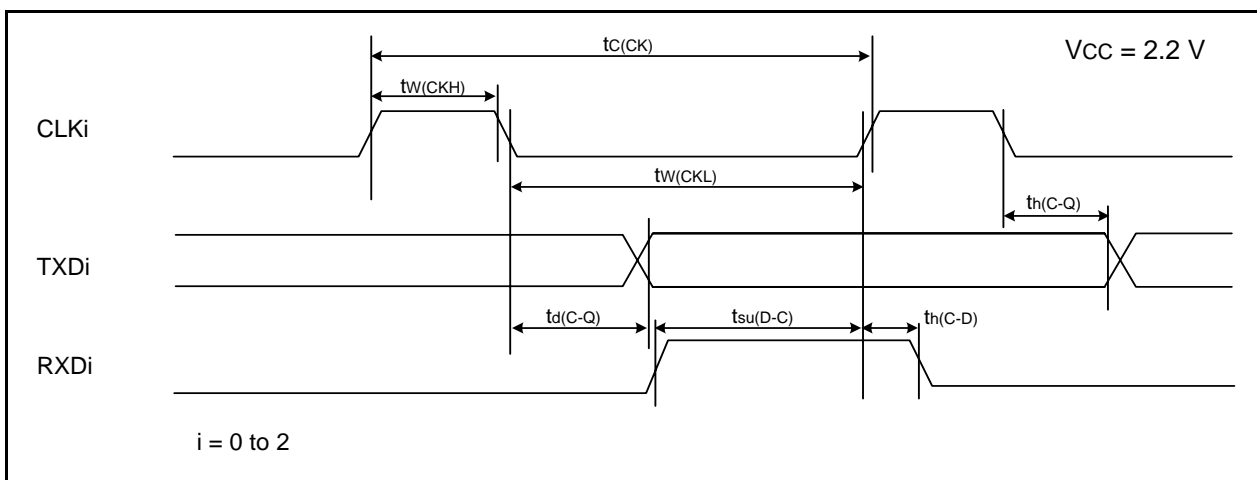 tC(CK)
VCC = 2.2 V
tW(CKH)
CLKi
tW(CKL)
th(C-Q)
TXDi
td(C-Q)
tsu(D-C)
th(C-D)
RXDi
i = 0 to 2